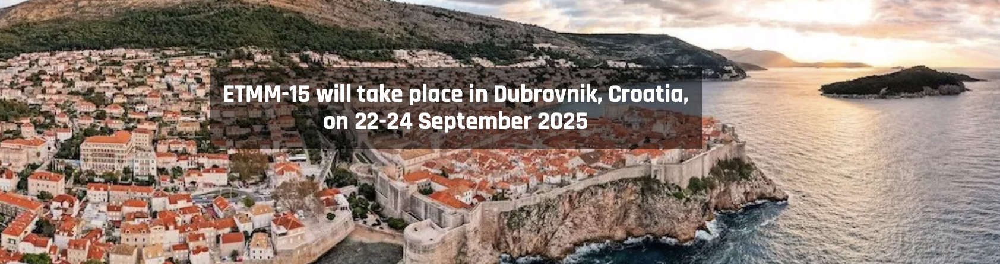 ETMM-15 will take place in Dubrovnik, Croatia,
on 22-24 September 2025